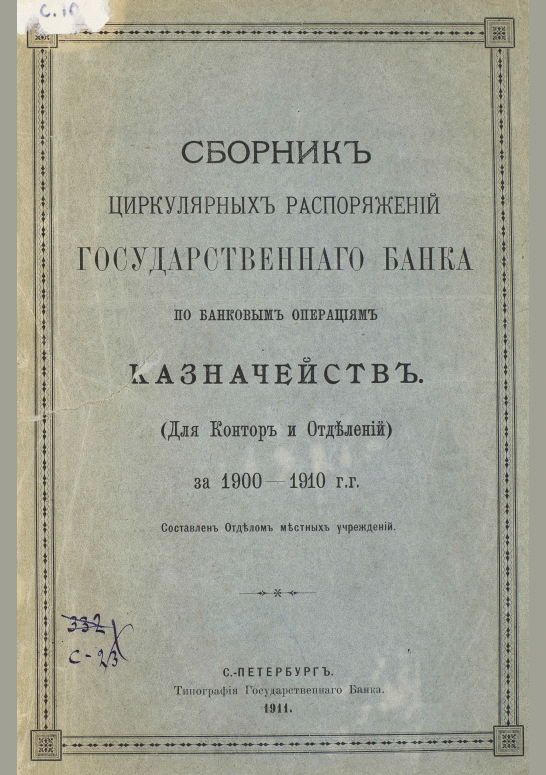 С. 10
СБОРНИКЪ
ЦИРКУЛЯРНЫХЪ РАСПОРЯЖЕНІЙ
ГОСУДАРСТВЕННАГО БАНКА
ПО БАНКОВЫМЪ ОПЕРАЦІЯМЪ
КАЗНАЧЕЙСТВЪ.
(Для Конторъ и Отдѣленій)
за 1900—1910 г.г.
Составленъ Отдѣломъ мѣстныхъ учрежденій.
332
С-23
С.-ПЕТЕРБУРГЪ.
Типографія Государственнаго Банка.
1911.